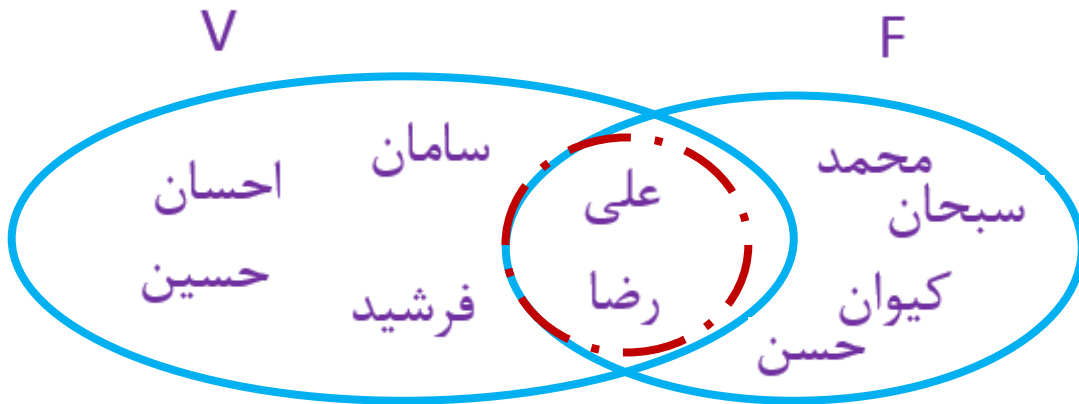 V
F
سامان
احسان
حسین
فرشید
علی
رضا
محمد
سبحان
کیوان
حسن